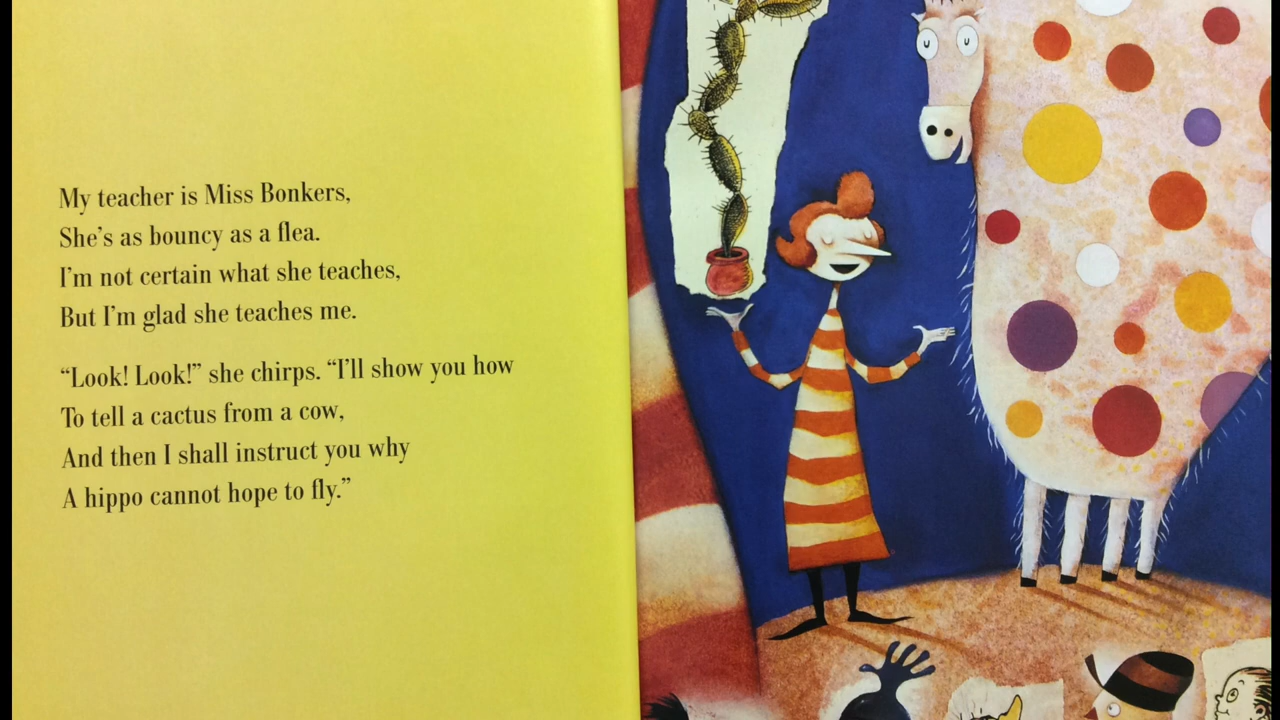 My teacher is Miss Bonkers,
She's as bouncy as a flea.
I'm not certain what she teaches,
But I'm glad she teaches me.
“Look! Look!” she chirps. “I'll show you how
To tell a cactus from a cow,
And then I shall instruct you why
A hippo cannot hope to fly.”